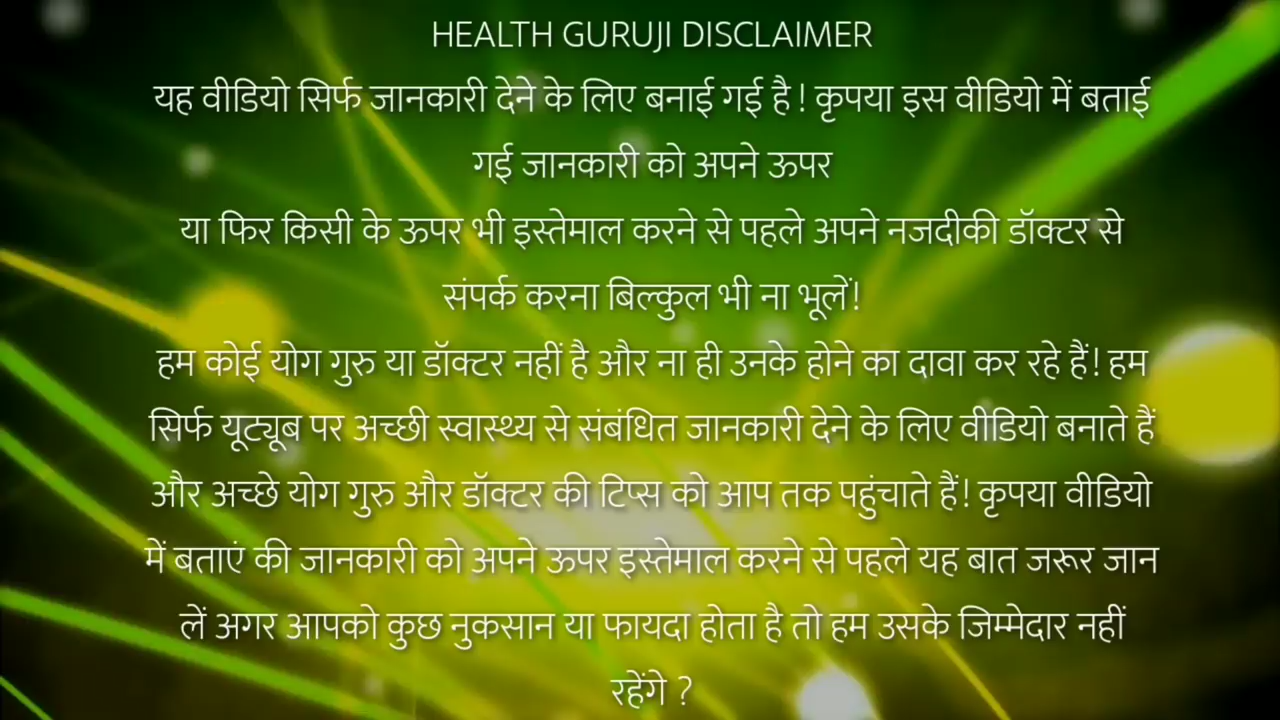 HEALTH GURUJI DISCLAIMER
यह वीडियो सिर्फ जानकारी देने के लिए बनाई गई है! कृपया इस वीडियो में बताई
गई जानकारी को अपने ऊपर
या फिर किसी के ऊपर भी इस्तेमाल करने से पहले अपने नजदीकी डॉक्टर से
संपर्क करना बिल्कुल भी ना भूलें!
हम कोई योग गुरु या डॉक्टर नहीं है और ना ही उनके होने का दावा कर रहे हैं! हम
सिर्फ यूट्यूब पर अच्छी स्वास्थ्य से संबंधित जानकारी देने के लिए वीडियो बनाते हैं
और अच्छे योग गुरु और डॉक्टर की टिप्स को आप तक पहुंचाते हैं! कृपया वीडियो
में बताएं की जानकारी को अपने ऊपर इस्तेमाल करने से पहले यह बात जरूर जान
लें अगर आपको कुछ नुकसान या फायदा होता है तो हम उसके जिम्मेदार नहीं
रहेंगे ?